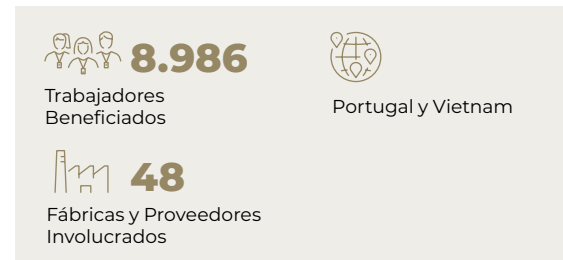 8.986
Trabajadores
Beneficiados
Portugal y Vietnam
48
Fábricas y Proveedores
Involucrados